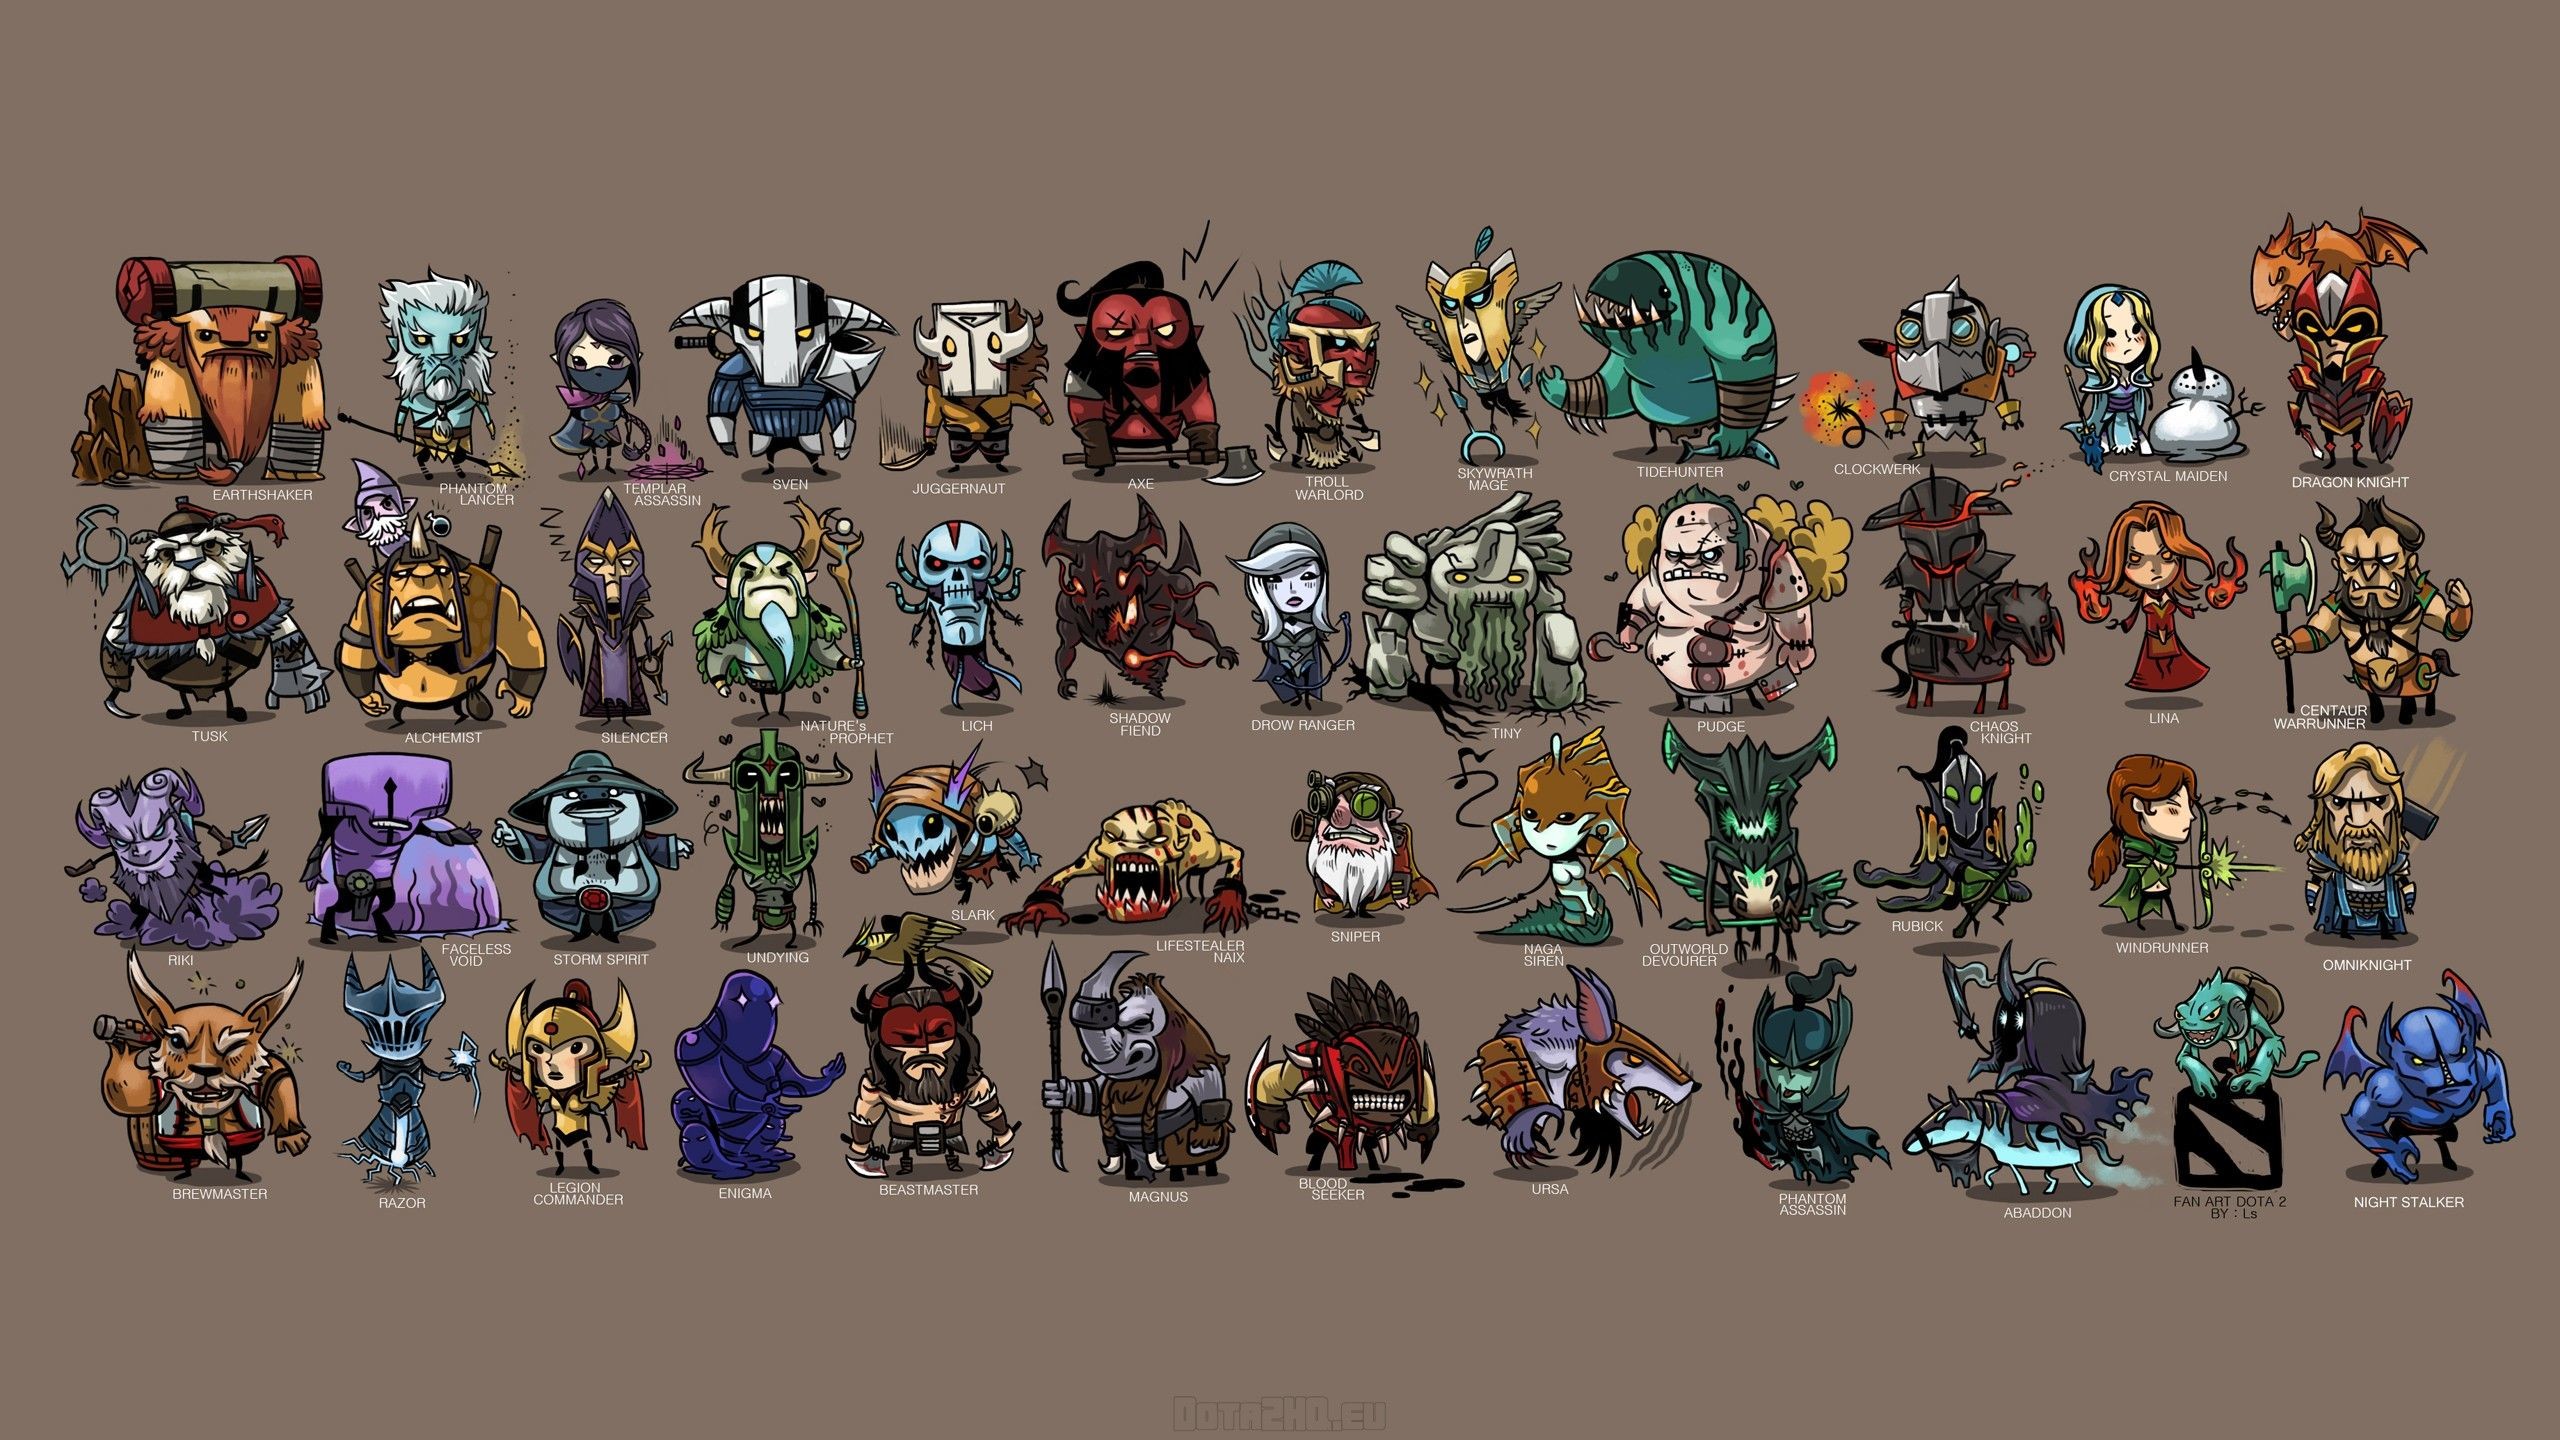 EARTHSHAKER
PHANTOM
LANCER
TEMPLAR
ASSASSIN
SVEN
JUGGERNAUT
AXE
TROLL
WARLORD
SKYWRATH
MAGE
TIDEHUNTER
CLOCKWERK
CRYSTAL MAIDEN
DRAGON KNIGHT
TUSK
ALCHEMIST
SILENCER
NATURE's
PROPHET
LICH
SHADOW
FIEND
DROW RANGER
TINY
PUDGE
CHAOS
KNIGHT
LINA
CENTAUR
WARRUNNER
RIKI
FACELESS
VOID
STORM SPIRIT
UNDYING
SLARK
LIFESTEALER
NAIX
SNIPER
NAGA
SIREN
OUTWORLD
DEVOURER
RUBICK
WINDRUNNER
OMNIKNIGHT
BREWMASTER
RAZOR
LEGION
COMMANDER
ENIGMA
BEASTMASTER
MAGNUS
BLOOD
SEEKER
URSA
PHANTOM
ASSASSIN
ABADDON
FAN ART DOTA 2
BY : Ls
NIGHT STALKER
Dota2HQ.eu